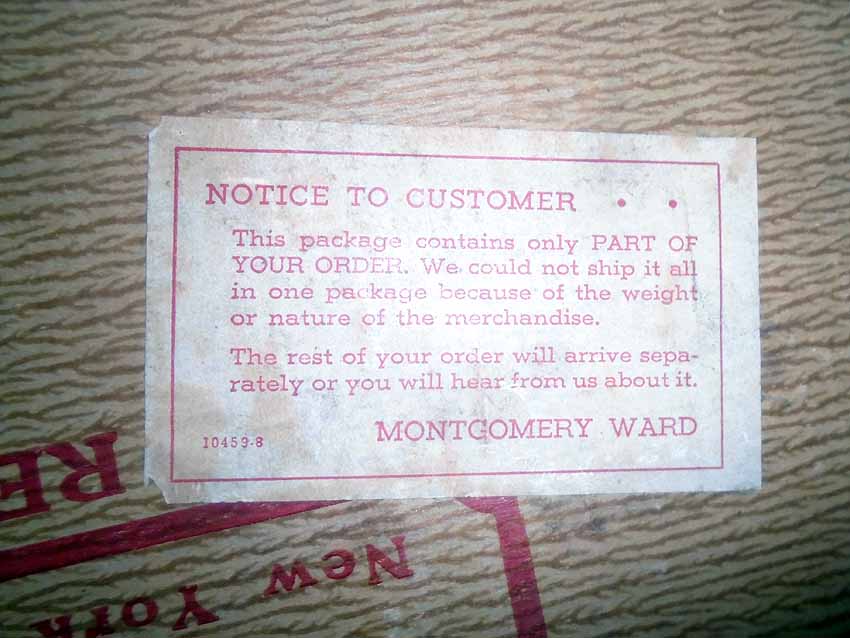 NOTICE TO CUSTOMER • •
This package contains only PART OF
YOUR ORDER. We could not ship it all
in one package because of the weight
or nature of the merchandise.
The rest of your order will arrive sepa-
rately or you will hear from us about it.
MONTGOMERY WARD
10459-8
RE
New York